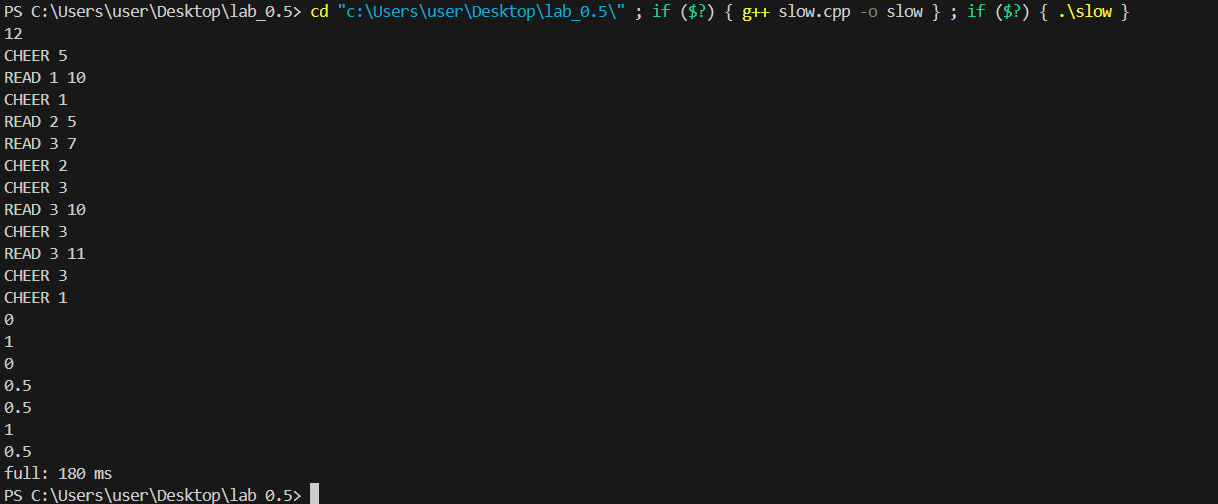 PS C:\Users\user\Desktop\lab_0.5> cd "c:\Users\user\Desktop\lab_0.5\" ; if ($?) { g++ slow.cpp -o slow } ; if ($?) { .\slow }
12
CHEER 5
READ 1 10
CHEER 1
READ 2 5
READ 3 7
CHEER 2
CHEER 3
READ 3 10
CHEER 3
READ 3 11
CHEER 3
CHEER 1
0
1
0
0.5
0.5
1
0.5
full: 180 ms
PS C:\Users\user\Desktop\lab_0.5>